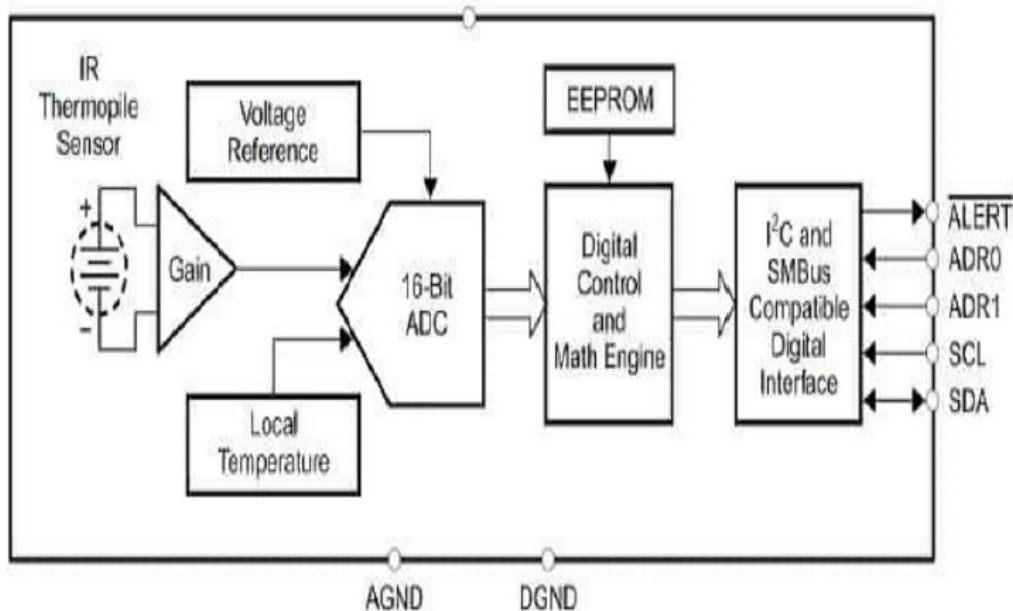 IR
Thermopile
Sensor
+
−
Gain
Voltage
Reference
Local
Temperature
16-Bit
ADC
EEPROM
Digital
Control
and
Math Engine
I²C and
SMBus
Compatible
Digital
Interface
ALERT
ADR0
ADR1
SCL
SDA
AGND
DGND